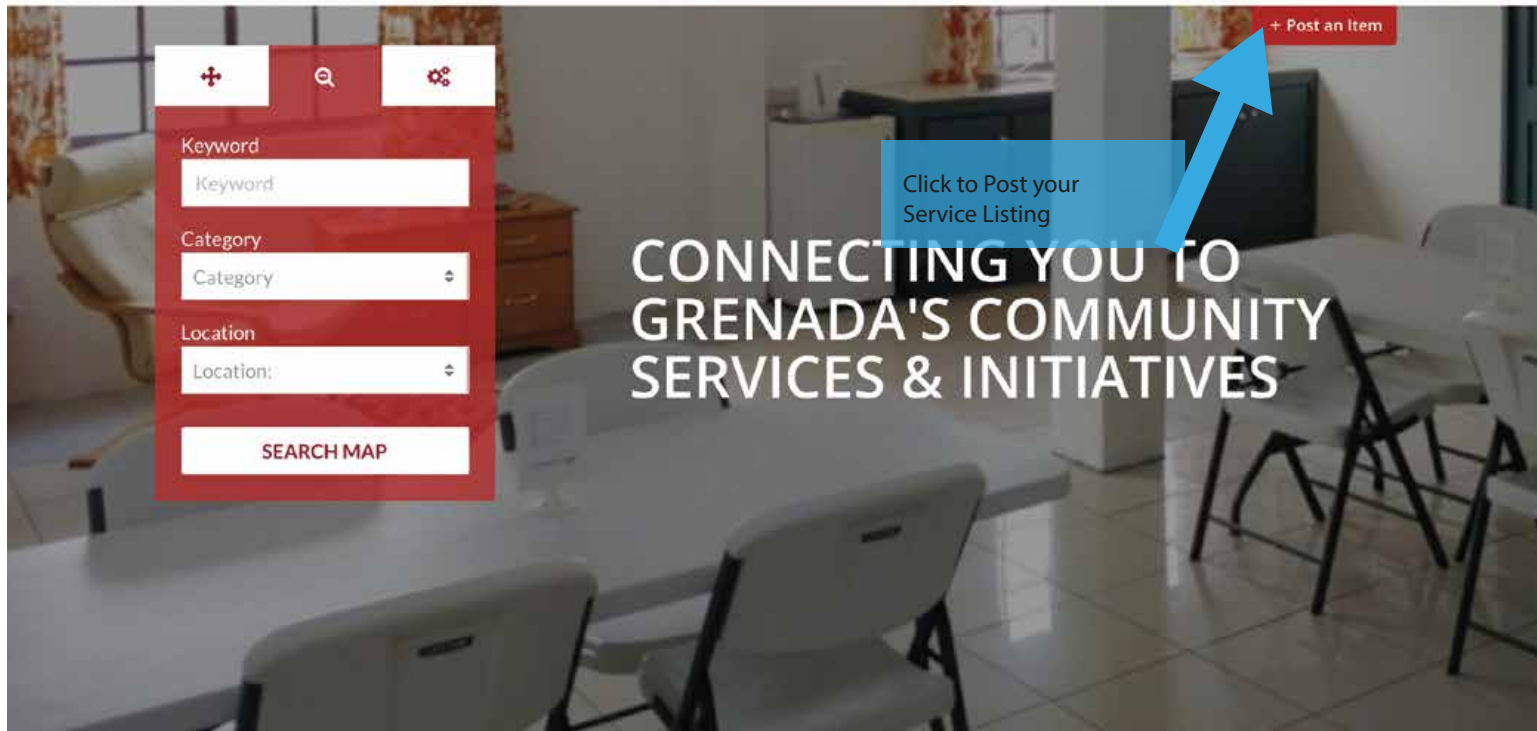 + Post an Item
Keyword
Keyword
Category
Category
Location
Location:
SEARCH MAP
Click to Post your
Service Listing
CONNECTING YOU TO
GRENADA'S COMMUNITY
SERVICES & INITIATIVES